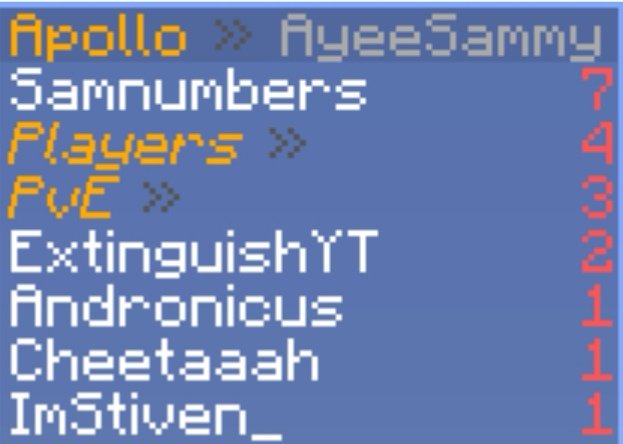 Apollo » AyeeSammy
Samnumbers 7
Players » 4
PvE » 3
ExtinguishYT 2
Andronicus 1
Cheetaaah 1
ImStiven_ 1